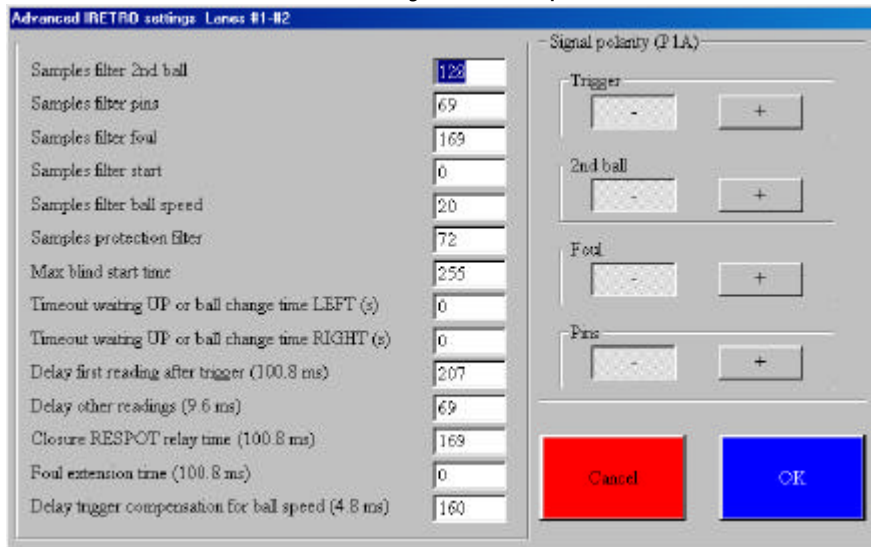 Advanced IRETRO settings Lanes #1-#2
Samples filter 2nd ball 128
Samples filter pins 69
Samples filter foul 169
Samples filter start 0
Samples filter ball speed 20
Samples protection filter 72
Max blind start time 255
Timeout waiting UP or ball change time LEFT (s) 0
Timeout waiting UP or ball change time RIGHT (s) 0
Delay first reading after trigger (100.8 ms) 207
Delay other readings (9.6 ms) 69
Closure RESPOT relay time (100.8 ms) 169
Foul extension time (100.8 ms) 0
Delay trigger compensation for ball speed (4.8 ms) 160
Signal polarity (P1A)
Trigger
- +
2nd ball
- +
Foul
- +
Pins
- +
Cancel OK